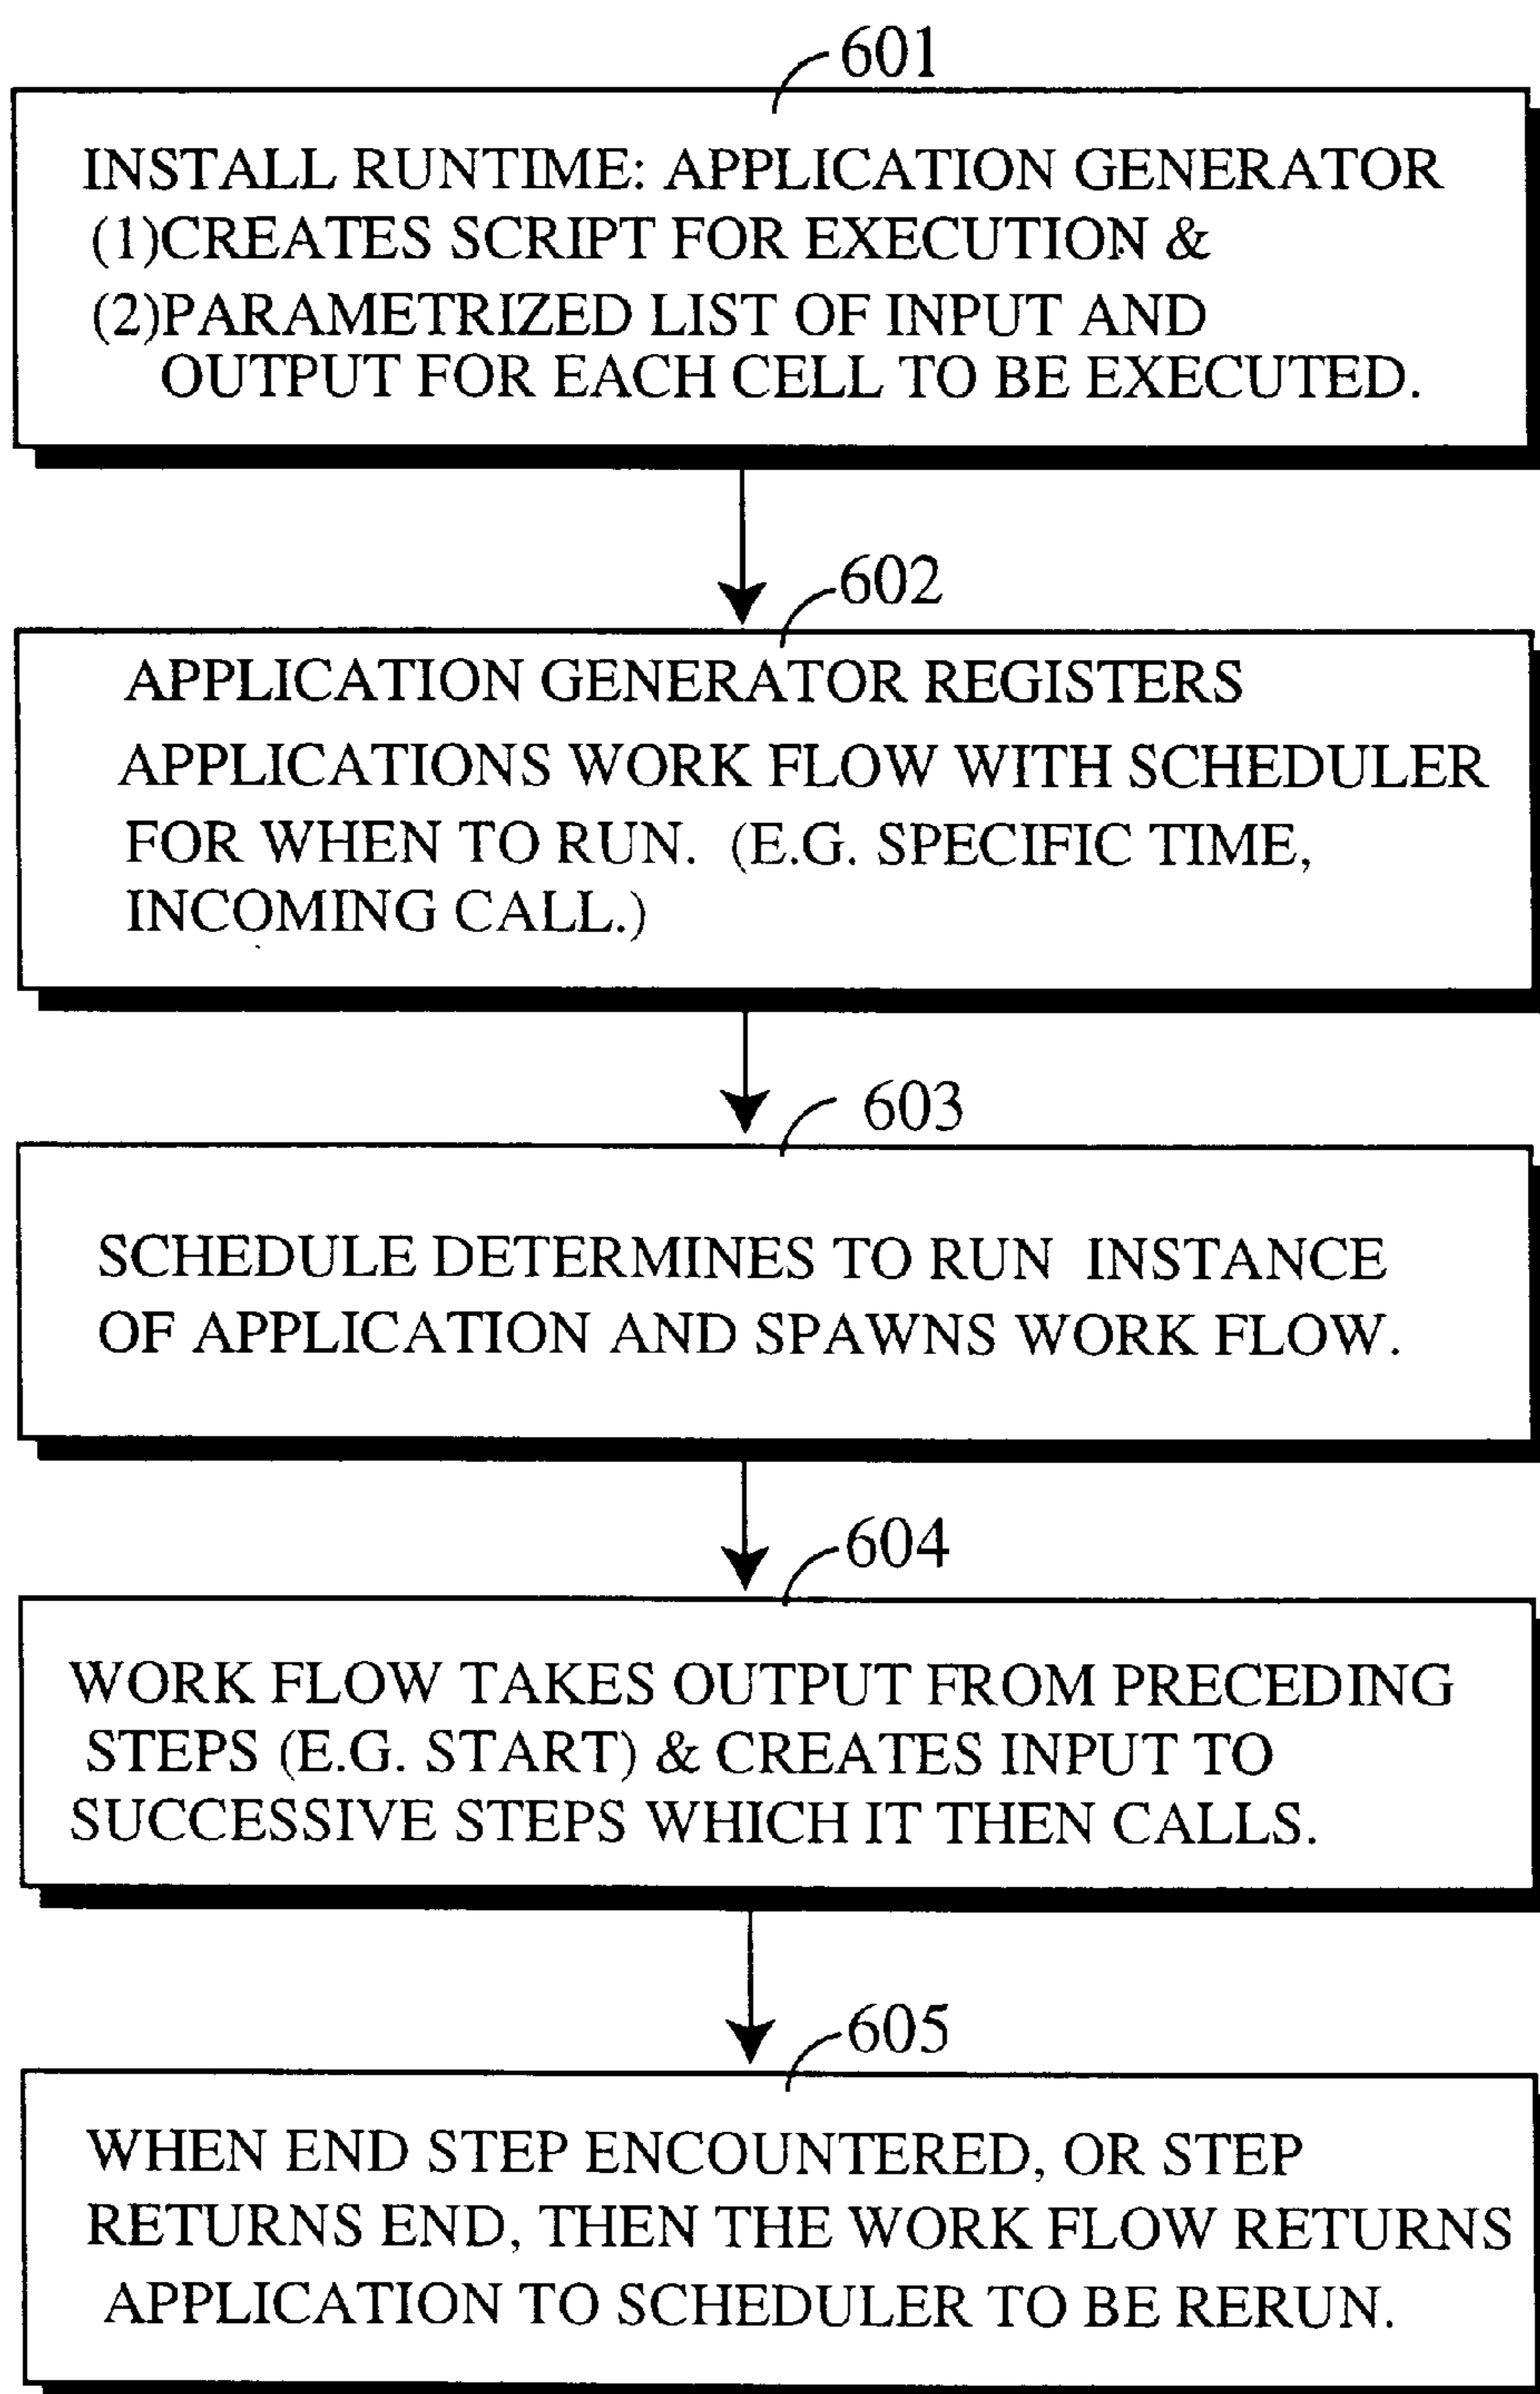 601
INSTALL RUNTIME: APPLICATION GENERATOR
(1)CREATES SCRIPT FOR EXECUTION &
(2)PARAMETRIZED LIST OF INPUT AND
OUTPUT FOR EACH CELL TO BE EXECUTED.
602
APPLICATION GENERATOR REGISTERS
APPLICATIONS WORK FLOW WITH SCHEDULER
FOR WHEN TO RUN. (E.G. SPECIFIC TIME,
INCOMING CALL.)
603
SCHEDULE DETERMINES TO RUN INSTANCE
OF APPLICATION AND SPAWNS WORK FLOW.
604
WORK FLOW TAKES OUTPUT FROM PRECEDING
STEPS (E.G. START) & CREATES INPUT TO
SUCCESSIVE STEPS WHICH IT THEN CALLS.
605
WHEN END STEP ENCOUNTERED, OR STEP
RETURNS END, THEN THE WORK FLOW RETURNS
APPLICATION TO SCHEDULER TO BE RERUN.